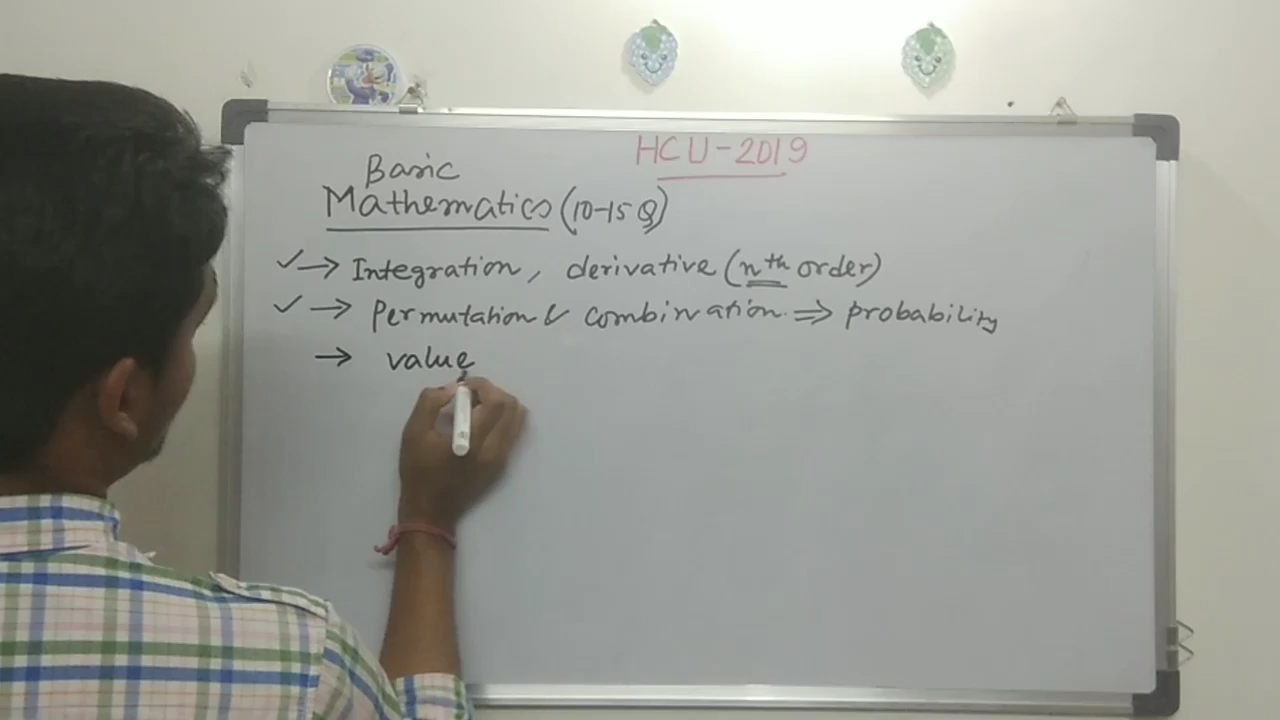 HCU-2019
Basic
Mathematics (10-15 Q)
✓→ Integration, derivative (nth order)
✓→ Permutation & combination. ⇒ probability
→ value